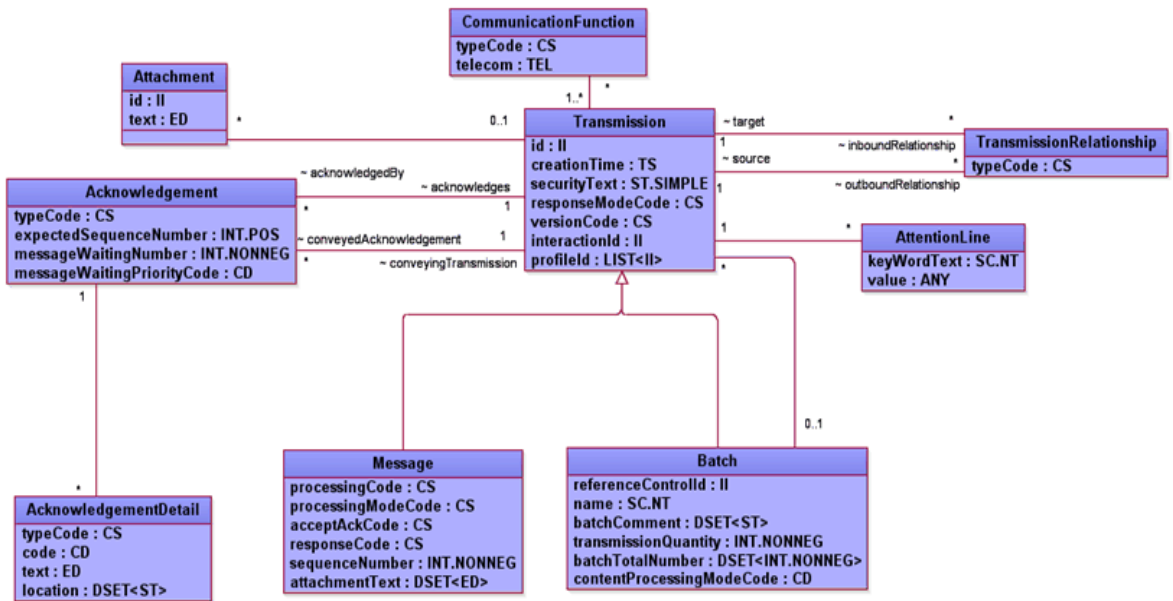 CommunicationFunction
typeCode : CS
telecom : TEL
1..*
*
Attachment
id : II
text : ED
*
0..1
Transmission
id : II
creationTime : TS
securityText : ST.SIMPLE
responseModeCode : CS
versionCode : CS
interactionId : II
profileId : LIST<II>
~ target
*
1
~ inboundRelationship
~ source
*
1
~ outboundRelationship
TransmissionRelationship
typeCode : CS
Acknowledgement
typeCode : CS
expectedSequenceNumber : INT.POS
messageWaitingNumber : INT.NONNEG
messageWaitingPriorityCode : CD
~ acknowledgedBy
~ acknowledges
*
1
~ conveyedAcknowledgement
1
*
~ conveyingTransmission
1
*
AttentionLine
keyWordText : SC.NT
value : ANY
*
0..1
1
*
AcknowledgementDetail
typeCode : CS
code : CD
text : ED
location : DSET<ST>
Message
processingCode : CS
processingModeCode : CS
acceptAckCode : CS
responseCode : CS
sequenceNumber : INT.NONNEG
attachmentText : DSET<ED>
Batch
referenceControlId : II
name : SC.NT
batchComment : DSET<ST>
transmissionQuantity : INT.NONNEG
batchTotalNumber : DSET<INT.NONNEG>
contentProcessingModeCode : CD